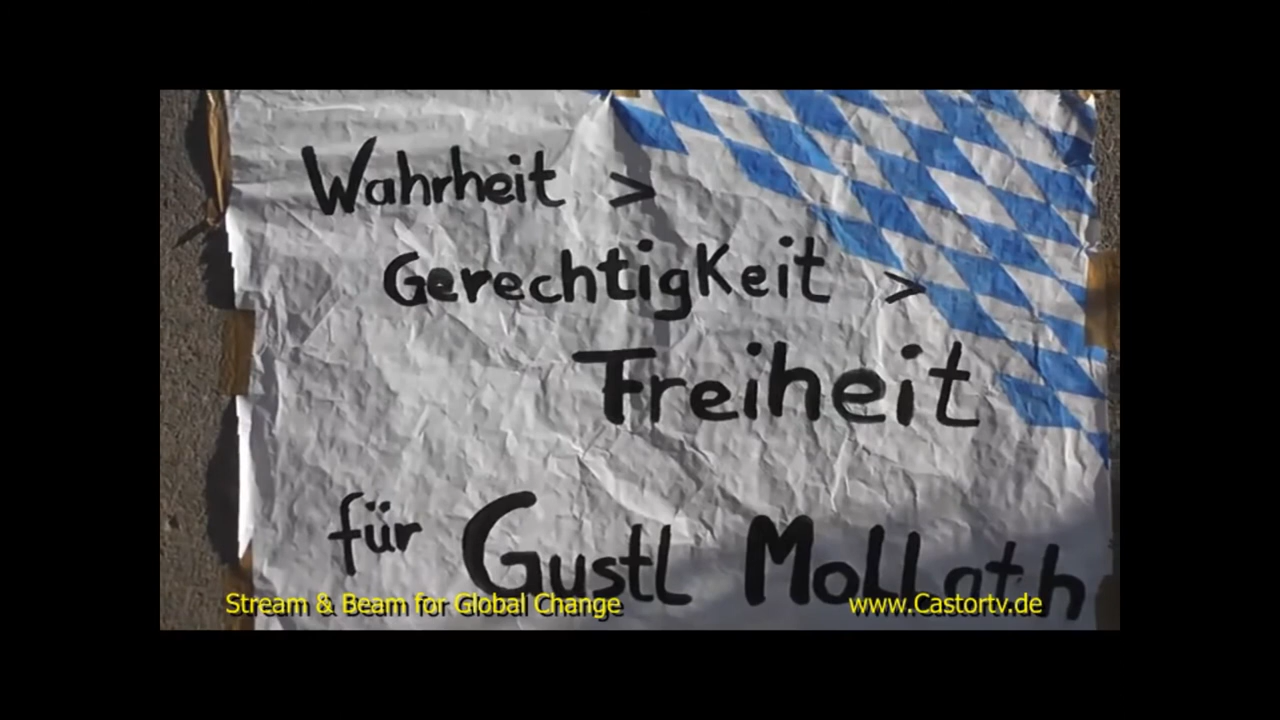 Wahrheit >
Gerechtigkeit >
Freiheit
für Gustl Mollath
Stream & Beam for Global Change
www.Castortv.de